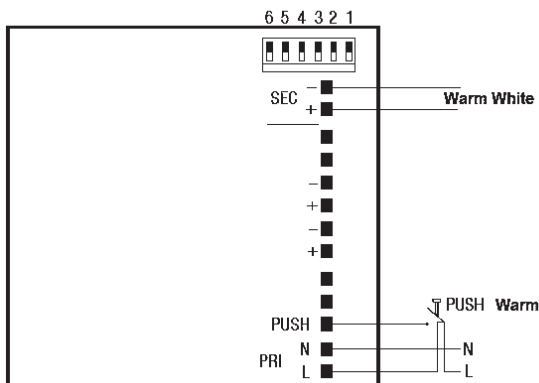 6 5 4 3 2 1
SEC
−
+
Warm White
−
+
−
+
PUSH
PUSH Warm
PRI
N
L
N
L